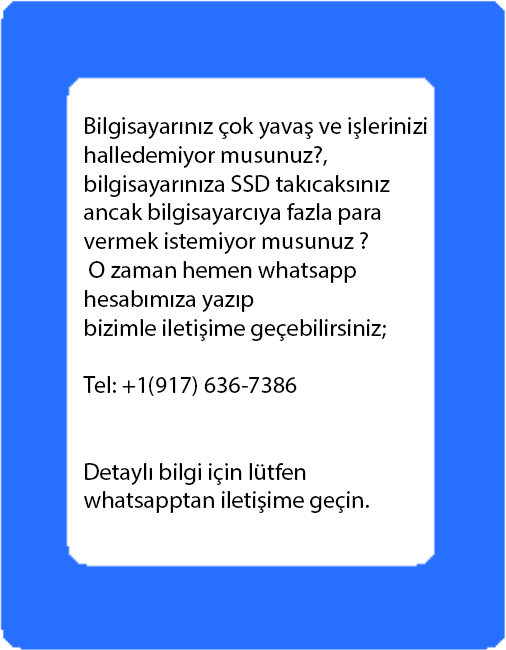 Bilgisayarınız çok yavaş ve işlerinizi
halledemiyor musunuz?,
bilgisayarınıza SSD takıcaksınız
ancak bilgisayarcıya fazla para
vermek istemiyor musunuz ?
O zaman hemen whatsapp
hesabımıza yazıp
bizimle iletişime geçebilirsiniz;
Tel: +1(917) 636-7386
Detaylı bilgi için lütfen
whatsapptan iletişime geçin.